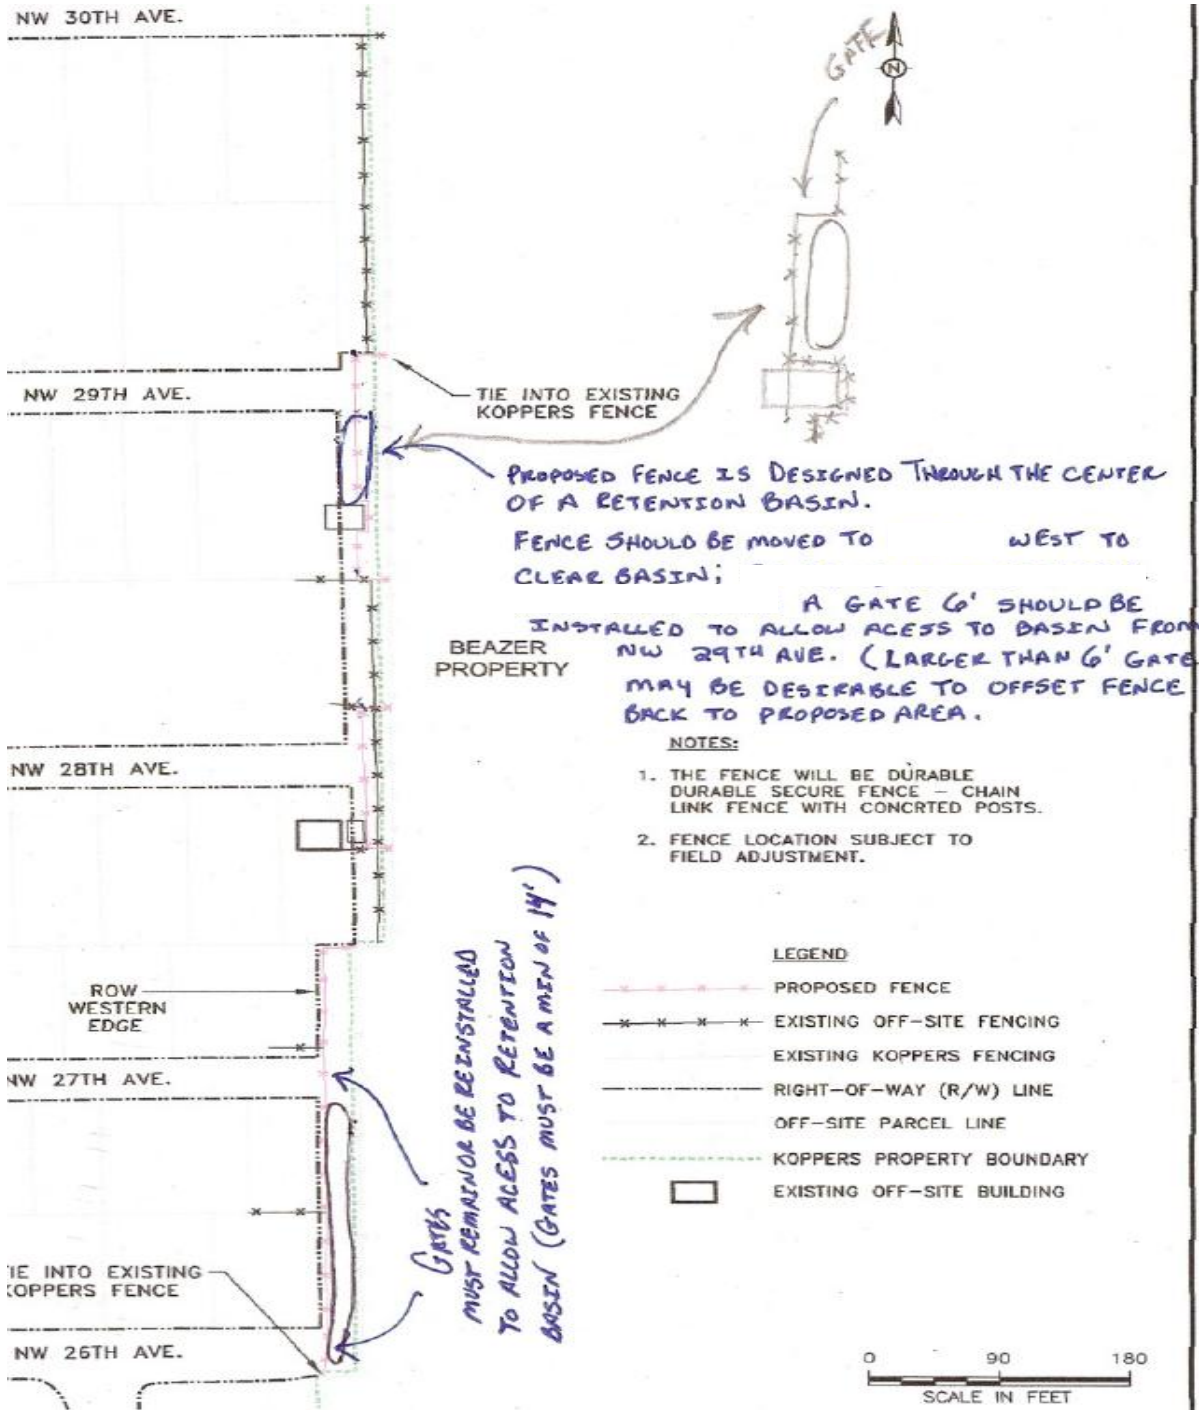 NW 30TH AVE.
GATE
N
NW 29TH AVE.
TIE INTO EXISTING
KOPPERS FENCE
PROPOSED FENCE IS DESIGNED THROUGH THE CENTER
OF A RETENTION BASIN.
FENCE SHOULD BE MOVED TO WEST TO
CLEAR BASIN;
A GATE 6' SHOULD BE
INSTALLED TO ALLOW ACESS TO BASIN FROM
NW 29TH AVE. (LARGER THAN 6' GATE
MAY BE DESIRABLE TO OFFSET FENCE
BACK TO PROPOSED AREA.
BEAZER
PROPERTY
NW 28TH AVE.
NOTES:
1. THE FENCE WILL BE DURABLE
DURABLE SECURE FENCE – CHAIN
LINK FENCE WITH CONCRTED POSTS.
2. FENCE LOCATION SUBJECT TO
FIELD ADJUSTMENT.
GATES
MUST REMAIN OR BE REINSTALLED
TO ALLOW ACESS TO RETENTION
BASIN (GATES MUST BE A MIN OF 14')
ROW
WESTERN
EDGE
NW 27TH AVE.
LEGEND
PROPOSED FENCE
EXISTING OFF-SITE FENCING
EXISTING KOPPERS FENCING
RIGHT-OF-WAY (R/W) LINE
OFF-SITE PARCEL LINE
KOPPERS PROPERTY BOUNDARY
EXISTING OFF-SITE BUILDING
IE INTO EXISTING
KOPPERS FENCE
NW 26TH AVE.
0 90 180
SCALE IN FEET